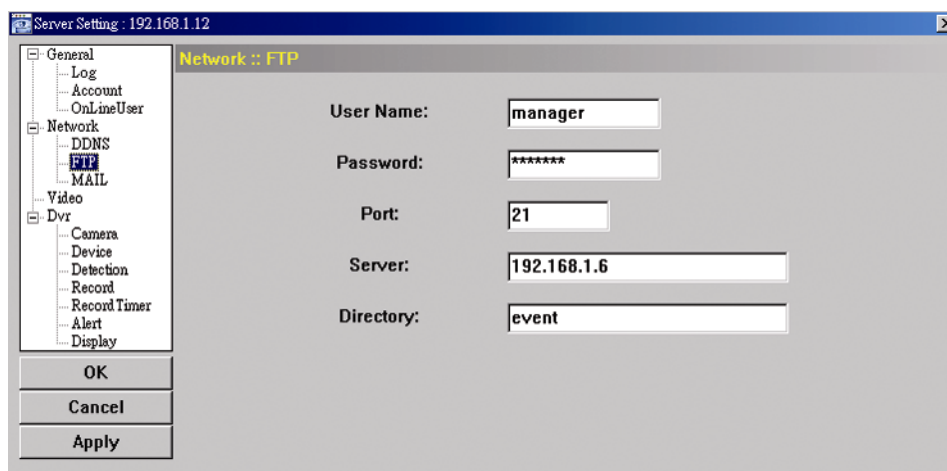 Server Setting : 192.168.1.12
General
Log
Account
OnLineUser
Network
DDNS
FTP
MAIL
Video
Dvr
Camera
Device
Detection
Record
Record Timer
Alert
Display
OK
Cancel
Apply
Network :: FTP
User Name: manager
Password: *******
Port: 21
Server: 192.168.1.6
Directory: event